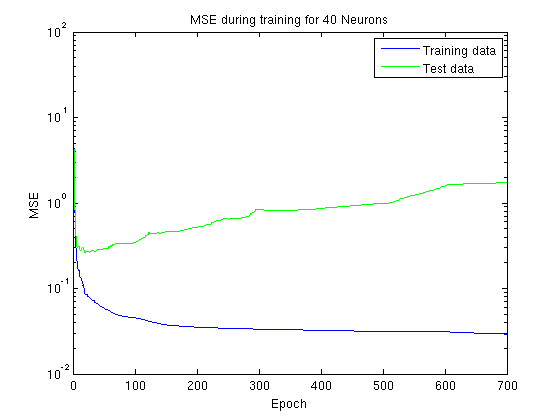 MSE during training for 40 Neurons
10^2
10^1
10^0
10^-1
10^-2
MSE
Training data
Test data
0 100 200 300 400 500 600 700
Epoch